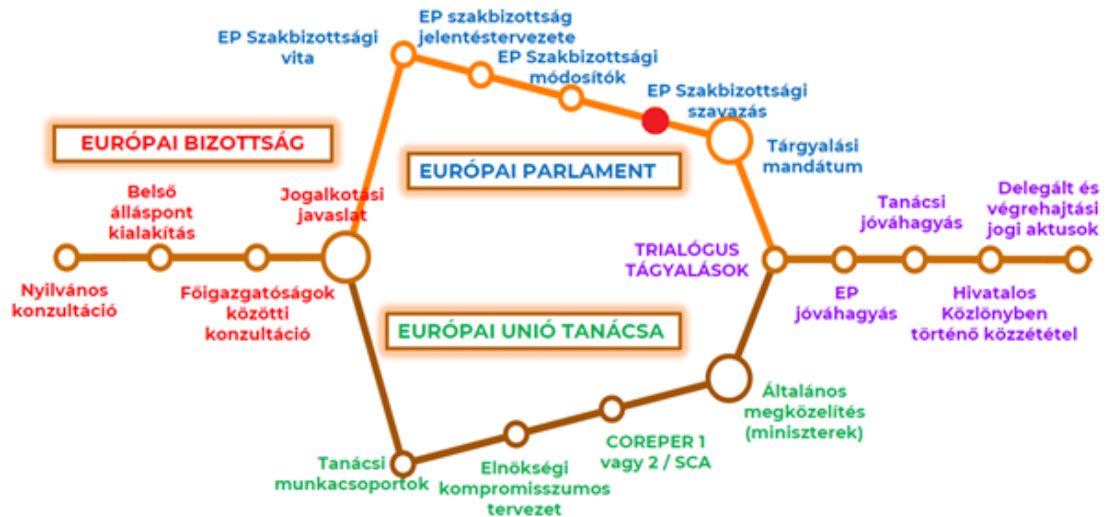 EP Szakbizottsági
vita
EP szakbizottság
jelentéstervezete
EP Szakbizottsági
módosítók
EP Szakbizottsági
szavazás
Tárgyalási
mandátum
EURÓPAI BIZOTTSÁG
EURÓPAI PARLAMENT
Belső
álláspont
kialakítás
Jogalkotási
javaslat
Nyilvános
konzultáció
Főigazgatóságok
közötti
konzultáció
TRIALÓGUS
TÁGYALÁSOK
Tanácsi
jóváhagyás
Delegált és
végrehajtási
jogi aktusok
EP
jóváhagyás
Hivatalos
Közlönyben
történő közzététel
EURÓPAI UNIÓ TANÁCSA
Tanácsi
munkacsoportok
Elnökségi
kompromisszumos
tervezet
COREPER 1
vagy 2 / SCA
Általános
megközelítés
(miniszterek)